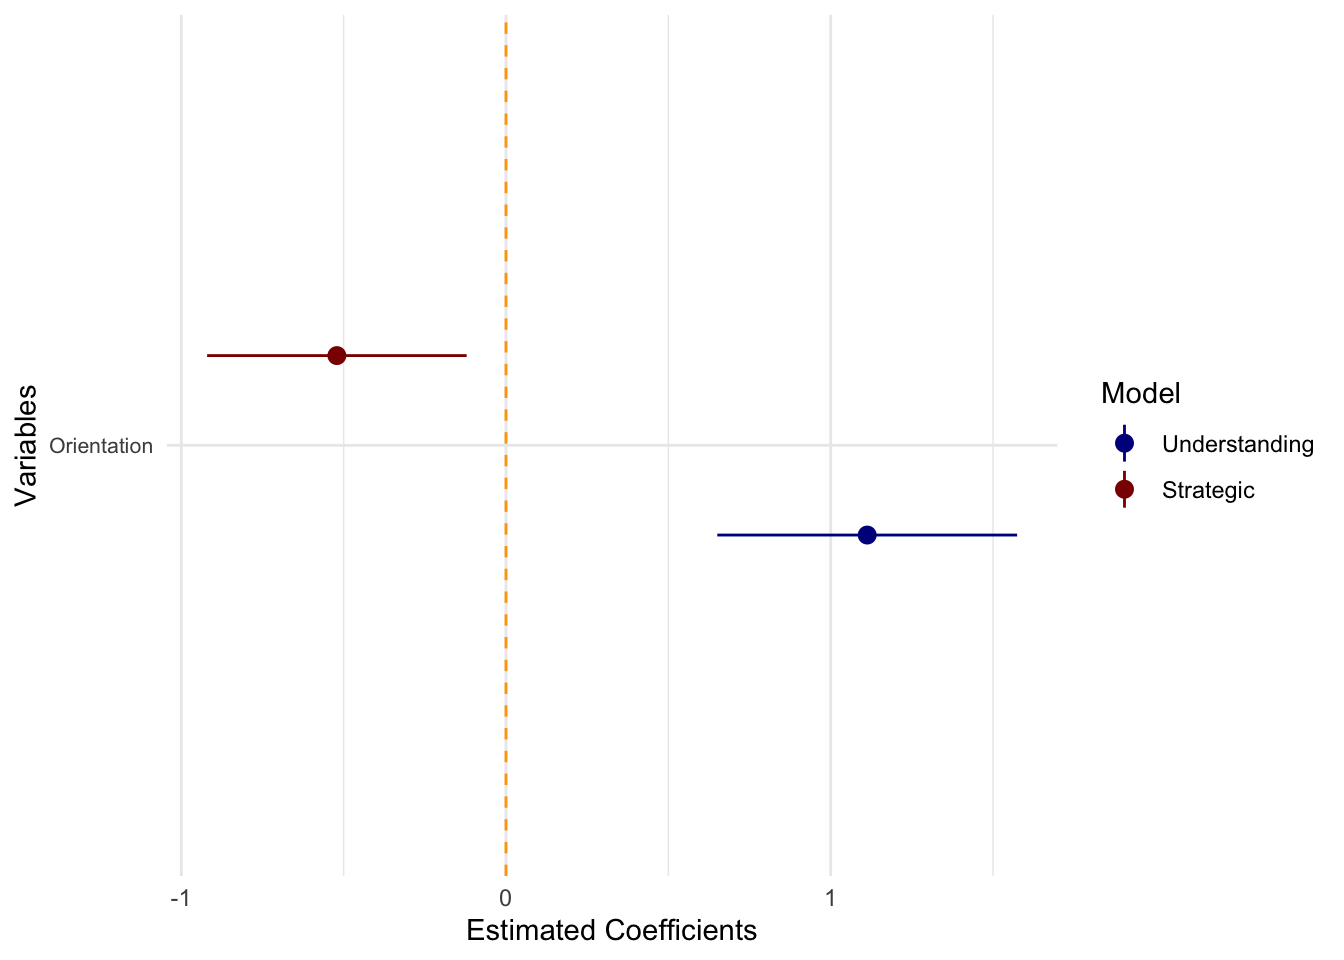 Variables
Orientation
-1
0
1
Estimated Coefficients
Model
Understanding
Strategic